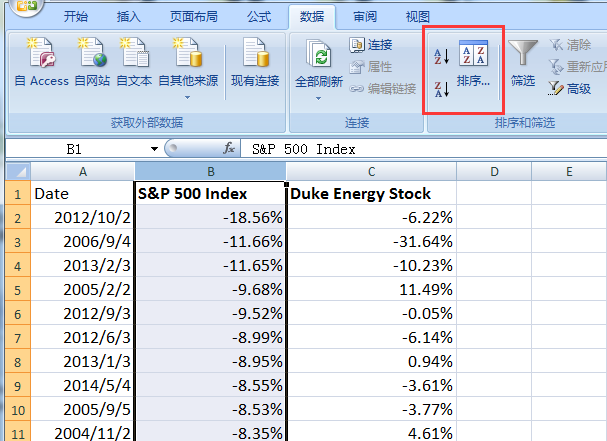 开始 插入 页面布局 公式 数据 审阅 视图
自 Access 自网站 自文本 自其他来源 现有连接 全部刷新 连接 属性 编辑链接 排序... 筛选 清除 重新应用 高级
获取外部数据 连接 排序和筛选
B1 fx S&P 500 Index
A B C D E
1 Date S&P 500 Index Duke Energy Stock
2 2012/10/2 -18.56% -6.22%
3 2006/9/4 -11.66% -31.64%
4 2013/2/3 -11.65% -10.23%
5 2005/2/2 -9.68% 11.49%
6 2012/9/3 -9.52% -0.05%
7 2012/6/3 -8.99% -6.14%
8 2013/1/3 -8.95% 0.94%
9 2014/5/4 -8.55% -3.61%
10 2005/9/5 -8.53% -3.77%
11 2004/11/2 -8.35% 4.61%